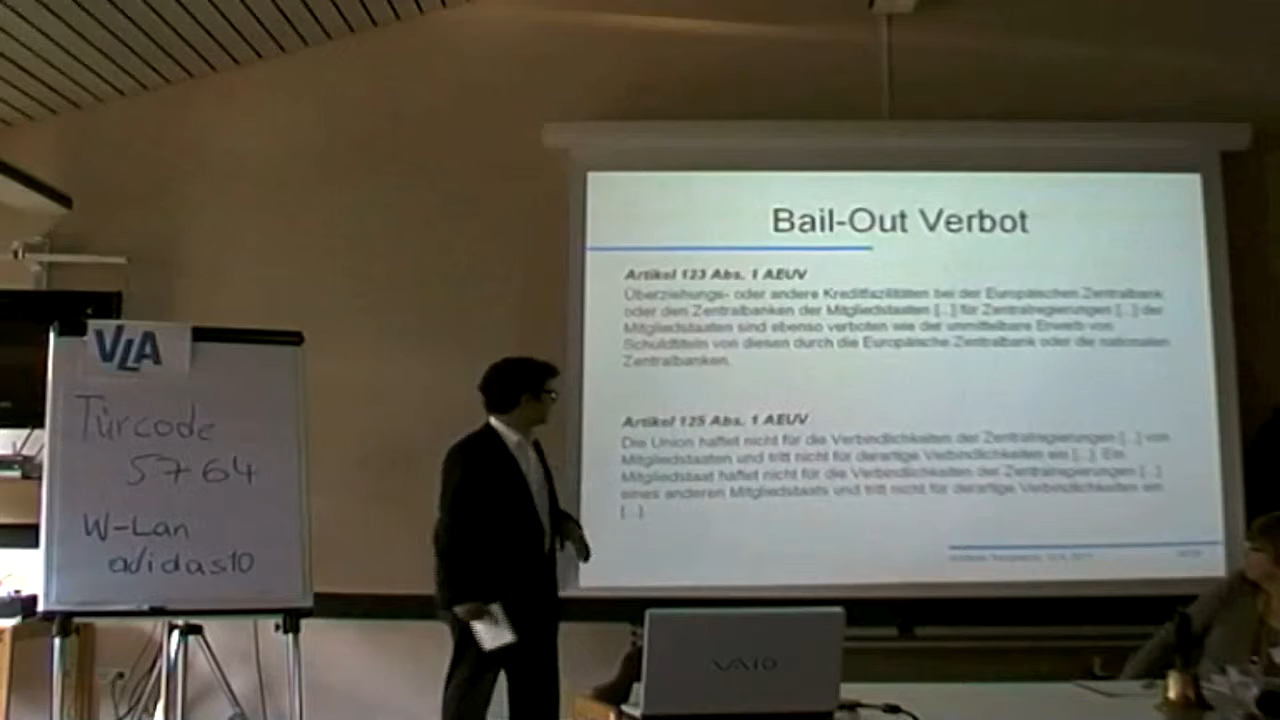 VLA
Türcode
5764
W-Lan
adidas10
Bail-Out Verbot
Artikel 123 Abs. 1 AEUV
Überziehungs- oder andere Kreditfazilitäten bei der Europäischen Zentralbank
oder den Zentralbanken der Mitgliedstaaten [...] für Zentralregierungen [...] der
Mitgliedstaaten sind ebenso verboten wie der unmittelbare Erwerb von
Schuldtiteln von diesen durch die Europäische Zentralbank oder die nationalen
Zentralbanken.
Artikel 125 Abs. 1 AEUV
Die Union haftet nicht für die Verbindlichkeiten der Zentralregierungen [...] von
Mitgliedstaaten und tritt nicht für derartige Verbindlichkeiten ein [...]. Ein
Mitgliedstaat haftet nicht für die Verbindlichkeiten der Zentralregierungen [...]
eines anderen Mitgliedstaats und tritt nicht für derartige Verbindlichkeiten ein
[...]
VAIO